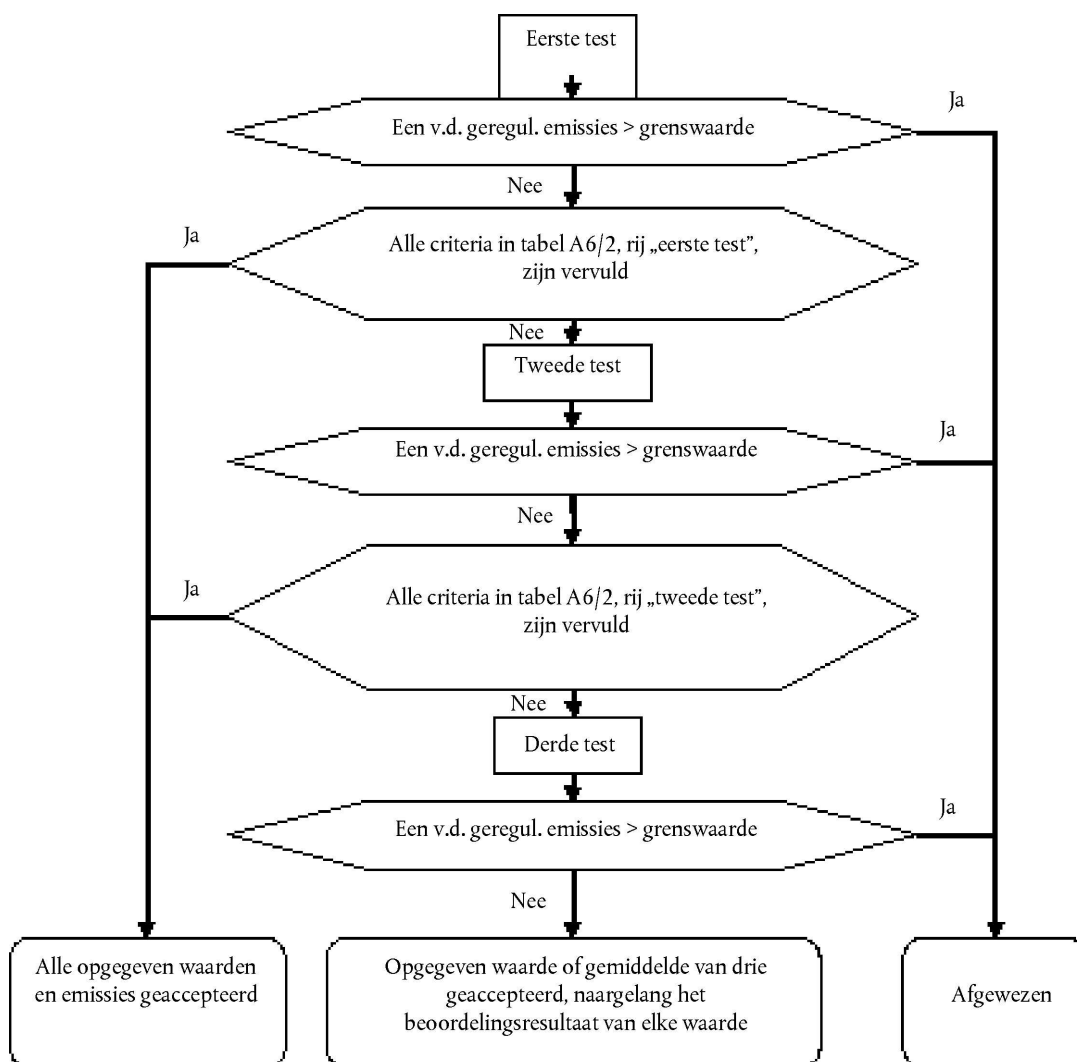 Eerste test
Ja
Een v.d. geregul. emissies > grenswaarde
Nee
Ja
Alle criteria in tabel A6/2, rij „eerste test”,
zijn vervuld
Nee
Tweede test
Ja
Een v.d. geregul. emissies > grenswaarde
Nee
Ja
Alle criteria in tabel A6/2, rij „tweede test”,
zijn vervuld
Nee
Derde test
Ja
Een v.d. geregul. emissies > grenswaarde
Nee
Alle opgegeven waarden
en emissies geaccepteerd
Opgegeven waarde of gemiddelde van drie
geaccepteerd, naargelang het
beoordelingsresultaat van elke waarde
Afgewezen